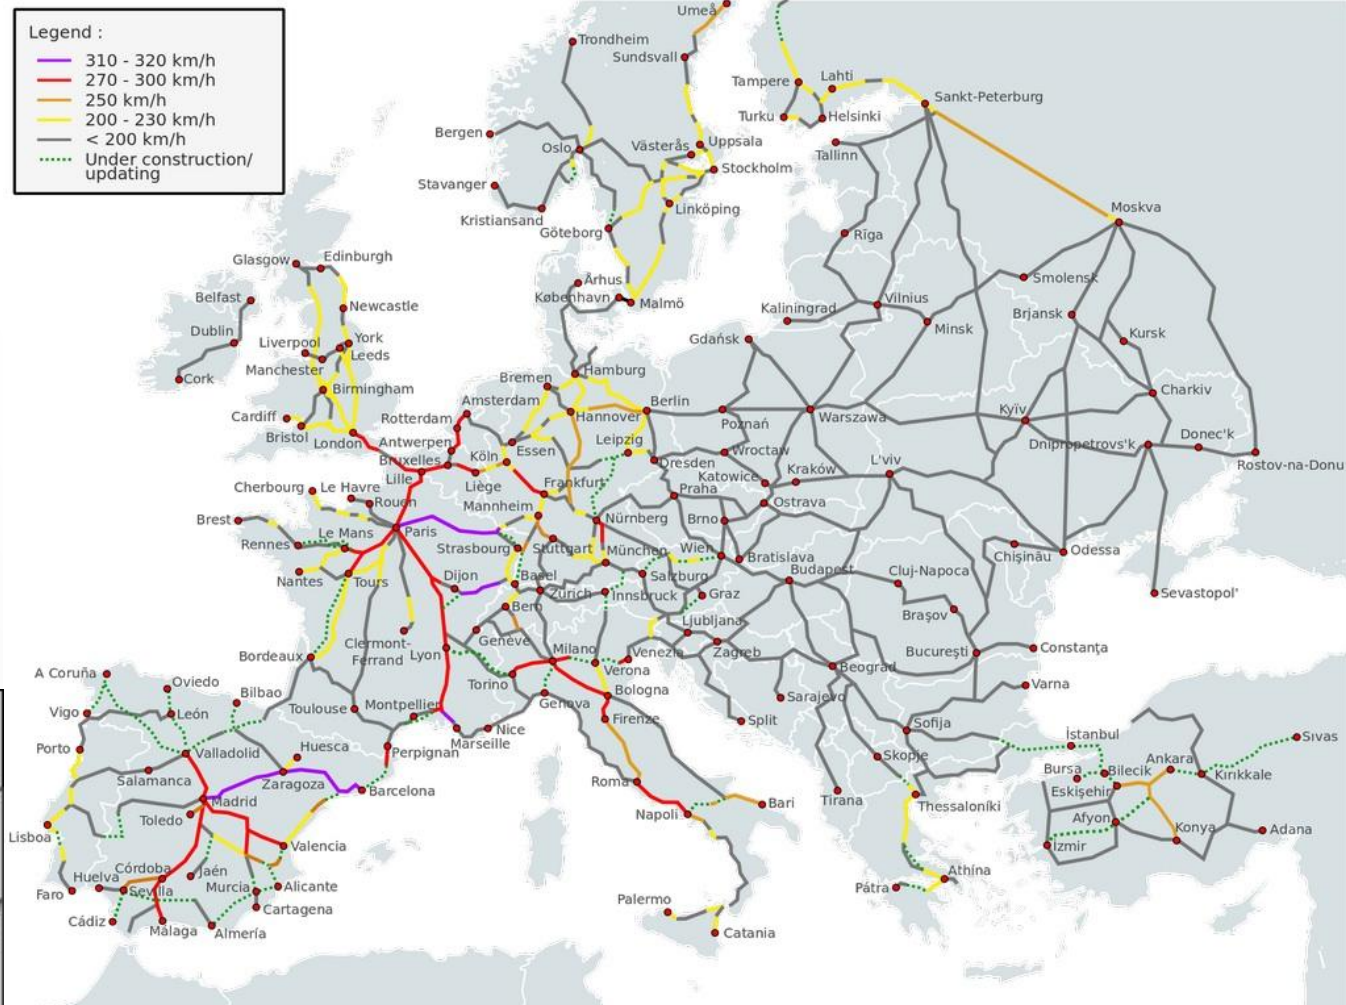 Legend :
310 - 320 km/h
270 - 300 km/h
250 km/h
200 - 230 km/h
< 200 km/h
Under construction/
updating
Umeå
Trondheim
Sundsvall
Tampere
Lahti
Sankt-Peterburg
Turku
Helsinki
Bergen
Oslo
Västerås
Uppsala
Tallinn
Stockholm
Stavanger
Linköping
Kristiansand
Göteborg
Moskva
Rīga
Glasgow
Edinburgh
Smolensk
Århus
Belfast
København
Malmö
Newcastle
Kaliningrad
Vilnius
Brjansk
Minsk
Dublin
Liverpool
York
Leeds
Gdańsk
Kursk
Manchester
Cork
Birmingham
Bremen
Hamburg
Charkiv
Amsterdam
Berlin
Cardiff
Rotterdam
Hannover
Poznań
Warszawa
Kyïv
Bristol
London
Antwerpen
Essen
Leipzig
Dnipropetrovs'k
Donec'k
Bruxelles
Köln
Dresden
Wroctaw
Rostov-na-Donu
Lille
Liège
Frankfurt
Katowice
Kraków
L'viv
Cherbourg
Le Havre
Rouen
Praha
Ostrava
Mannheim
Brest
Le Mans
Paris
Nürnberg
Brno
Rennes
Strasbourg
Stuttgart
München
Wien
Bratislava
Chişinău
Odessa
Nantes
Tours
Dijon
Basel
Zürich
Salzburg
Budapest
Cluj-Napoca
Innsbruck
Graz
Sevastopol'
Bern
Braşov
Clermont-
Ferrand
Genève
Ljubljana
Lyon
Milano
Venezia
Zagreb
Bucureşti
Constanţa
Bordeaux
Verona
Beograd
A Coruña
Oviedo
Torino
Bologna
Varna
Bilbao
Sarajevo
Vigo
León
Toulouse
Montpellier
Genova
Firenze
Split
Sofija
Nice
Marseille
İstanbul
Sıvas
Porto
Valladolid
Huesca
Perpignan
Skopje
Ankara
Salamanca
Zaragoza
Barcelona
Roma
Bursa
Bilecik
Kırıkkale
Eskişehir
Madrid
Tirana
Bari
Thessaloníki
Toledo
Napoli
Afyon
Konya
Adana
Lisboa
Valencia
İzmir
Córdoba
Jaén
Athína
Huelva
Sevilla
Murcia
Alicante
Pátra
Faro
Palermo
Cartagena
Cádiz
Málaga
Almería
Catania